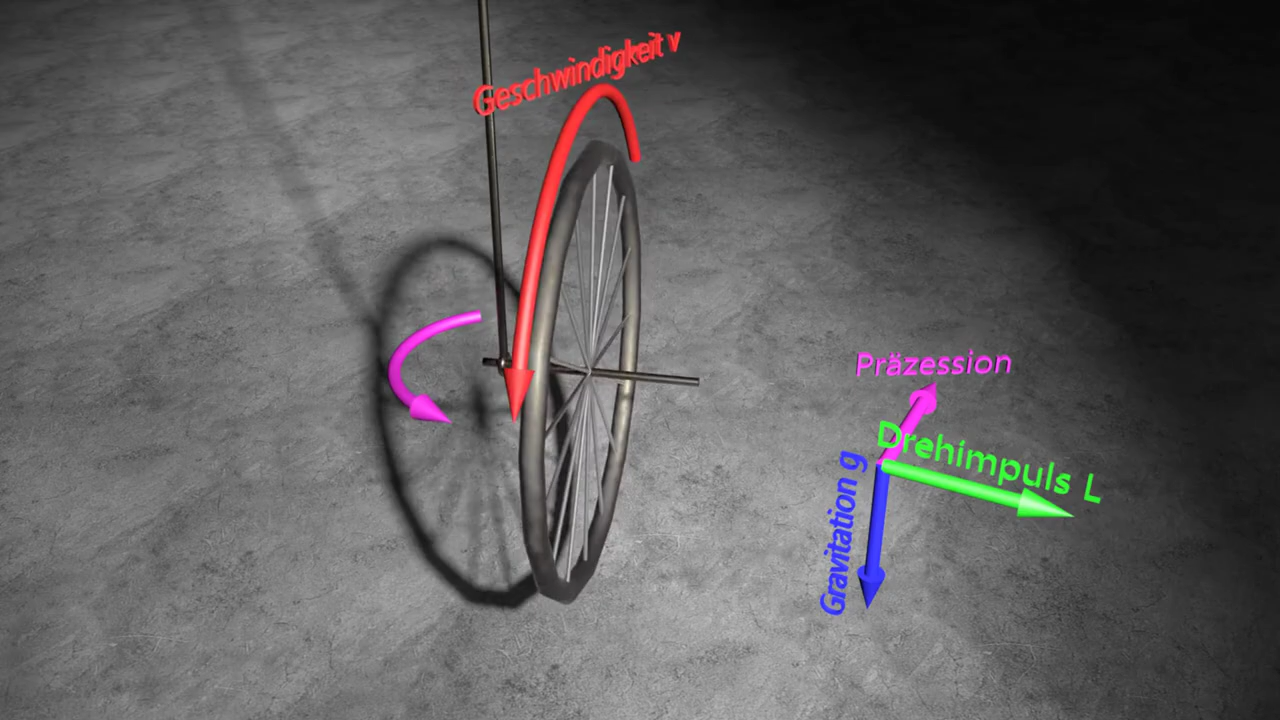 Geschwindigkeit v
Präzession
Drehimpuls L
Gravitation g